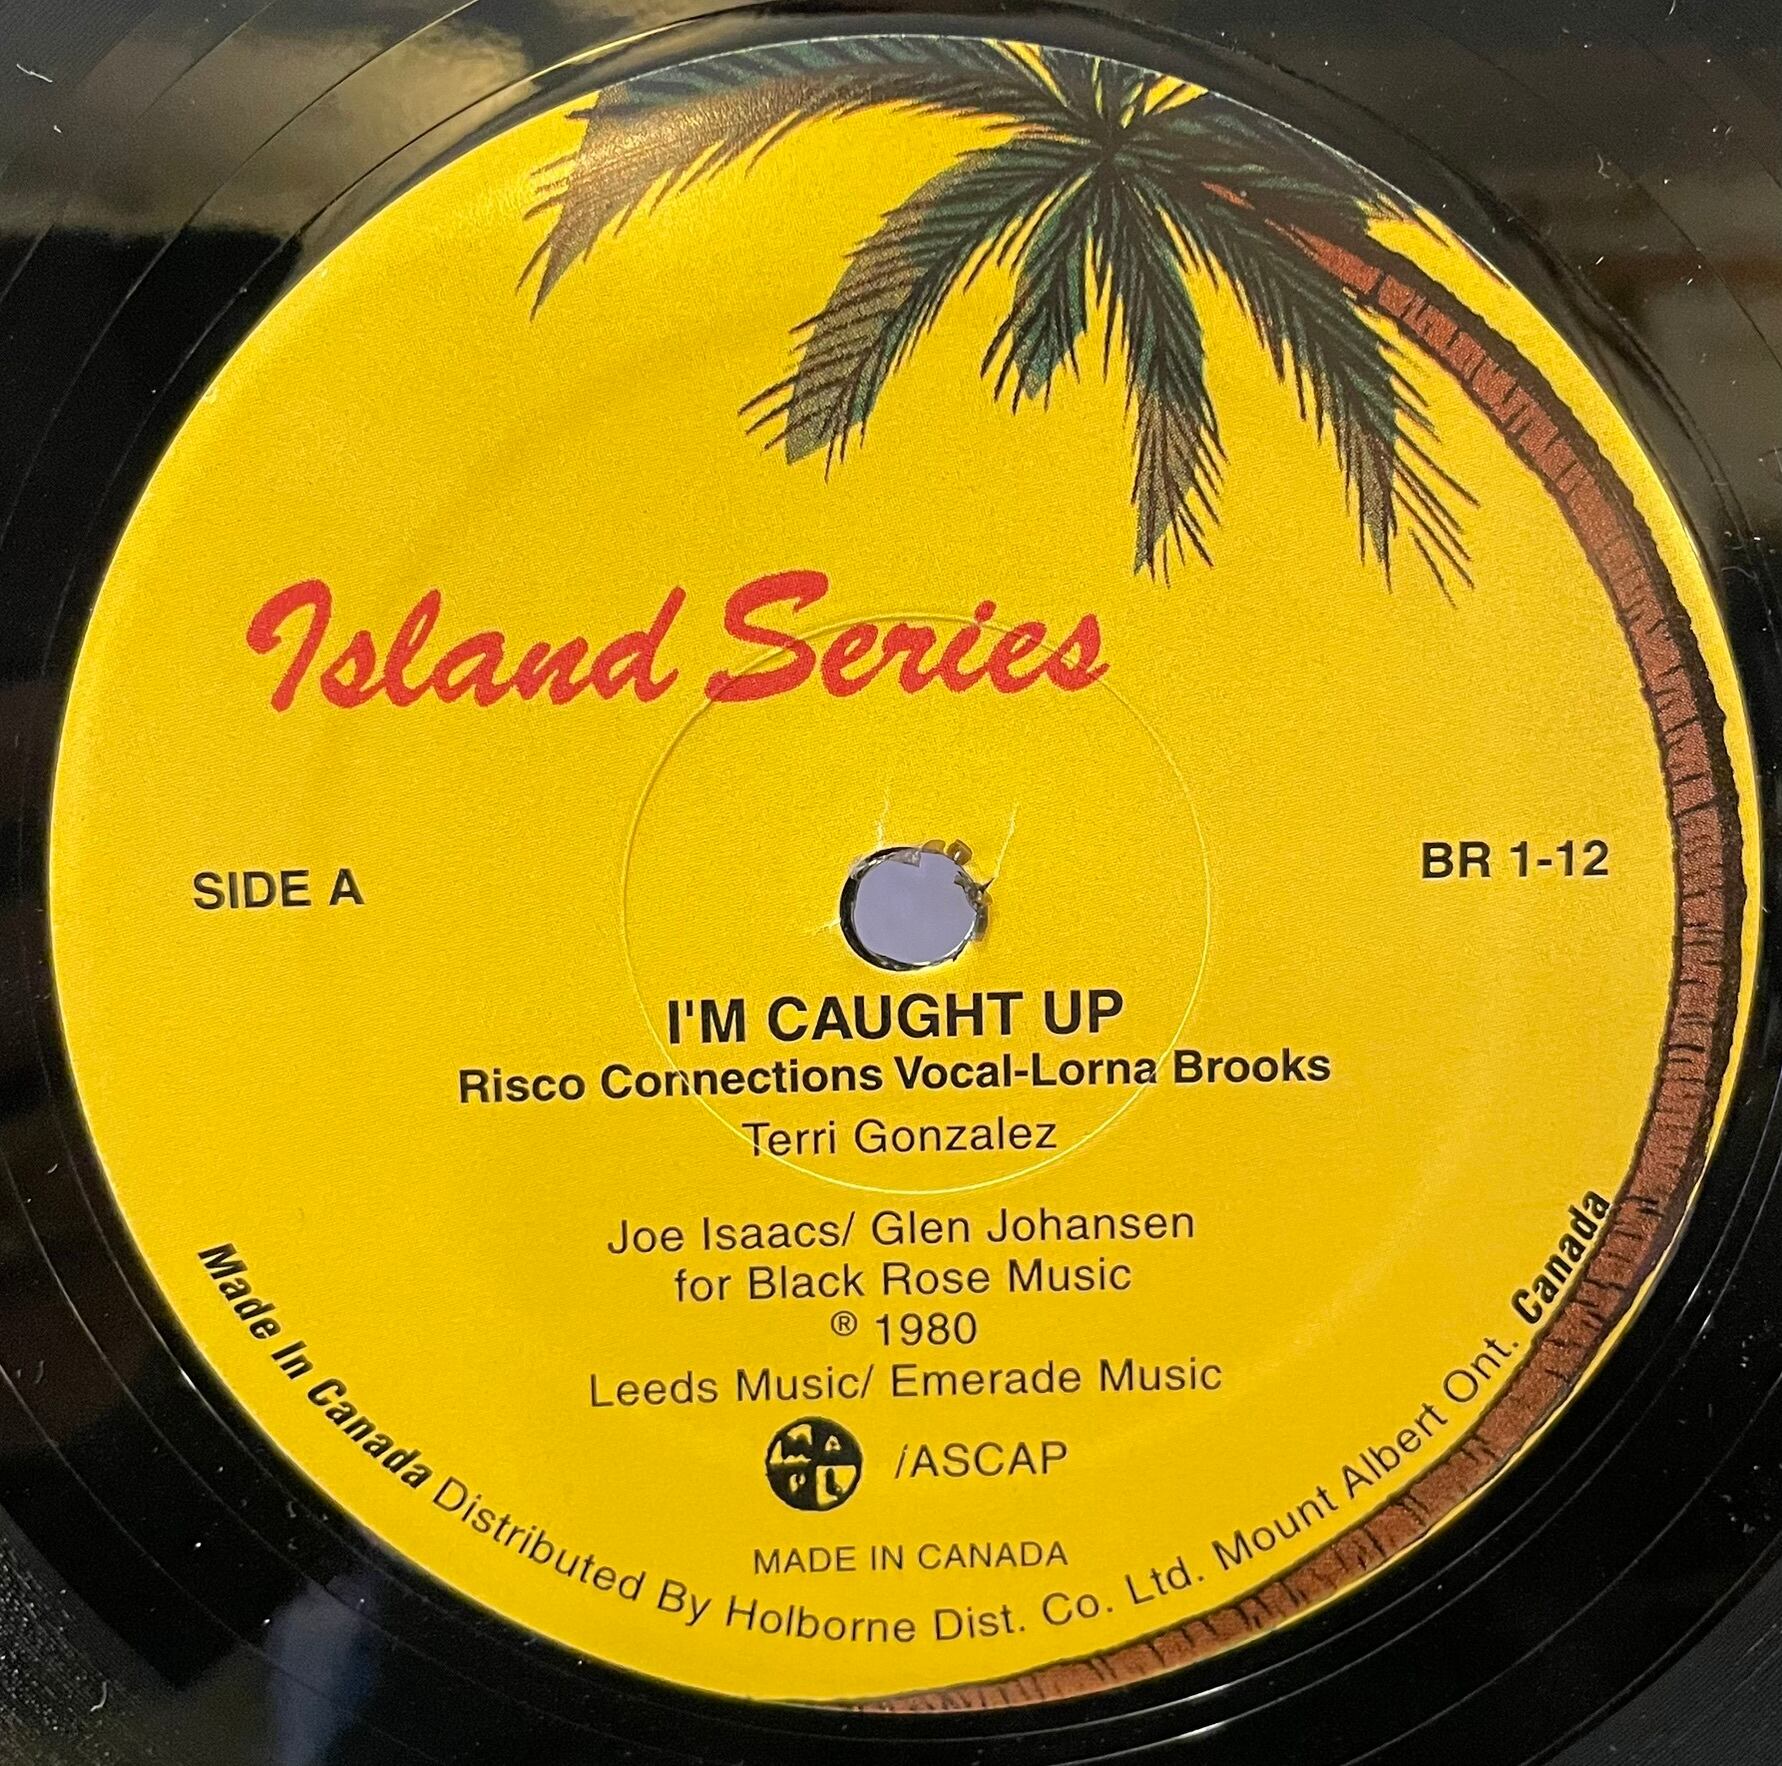 Island Series
SIDE A
BR 1-12
I'M CAUGHT UP
Risco Connections Vocal-Lorna Brooks
Terri Gonzalez
Joe Isaacs/ Glen Johansen
for Black Rose Music
® 1980
Leeds Music/ Emerade Music
/ASCAP
MADE IN CANADA
Made In Canada Distributed By Holborne Dist. Co. Ltd. Mount Albert Ont. Canada